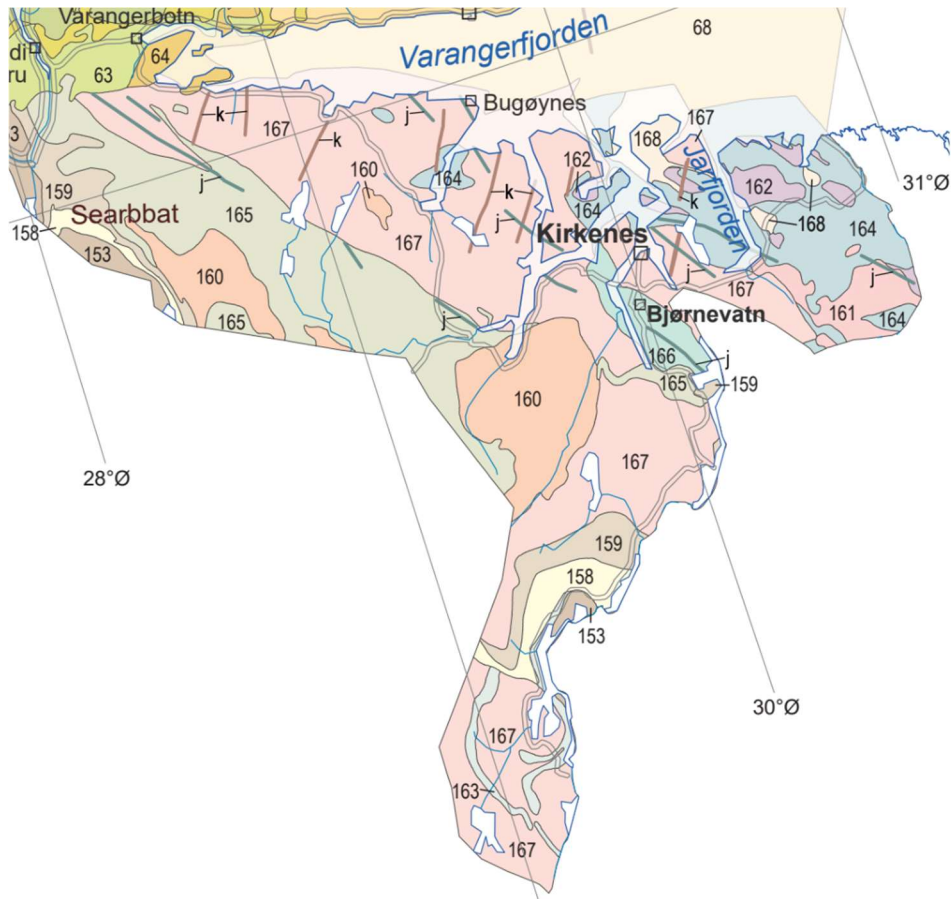 Varangerbotn
di
ru
64
63
Varangerfjorden
68
3
k
167
k
j
Bugøynes
167
168
Jarfjorden
162
162
31°Ø
159
Searbbat
158
153
j
165
160
164
k
j
164
k
168
164
Kirkenes
167
160
165
j
j
167
j
161
164
Bjørnevatn
166
j
165
159
160
167
28°Ø
159
158
153
30°Ø
167
163
167